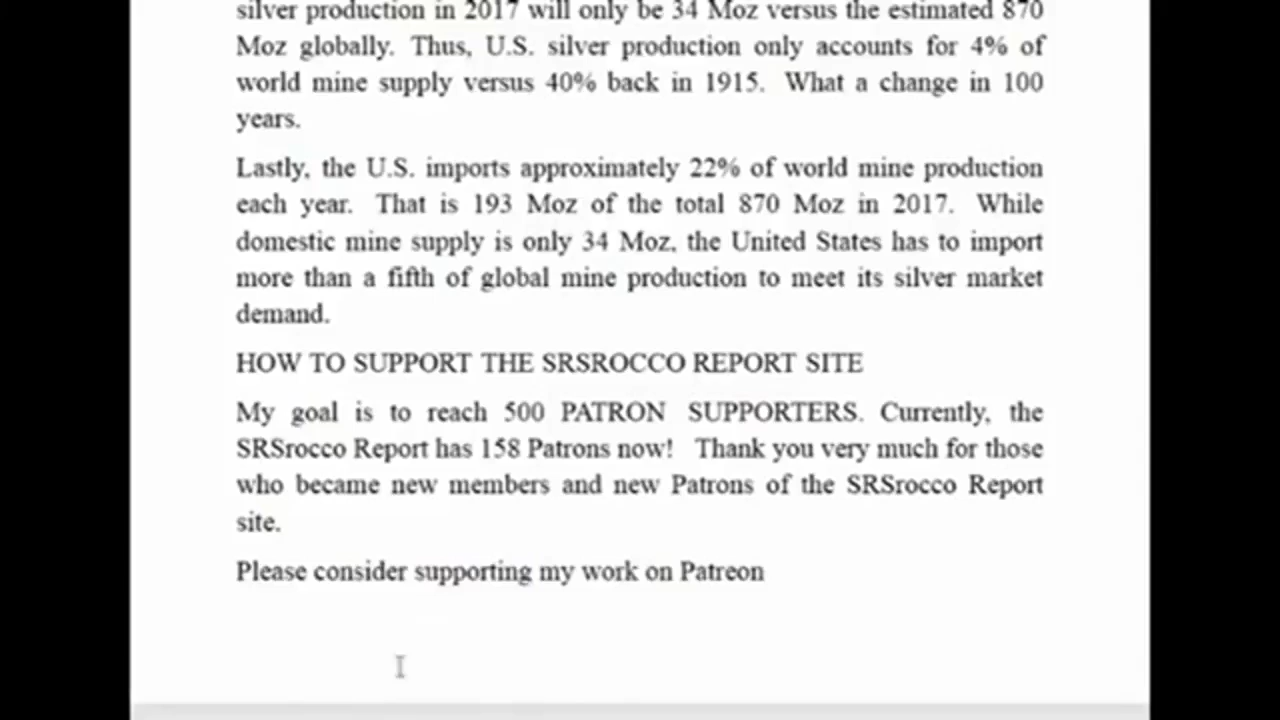 silver production in 2017 will only be 34 Moz versus the estimated 870
Moz globally. Thus, U.S. silver production only accounts for 4% of
world mine supply versus 40% back in 1915. What a change in 100
years.
Lastly, the U.S. imports approximately 22% of world mine production
each year. That is 193 Moz of the total 870 Moz in 2017. While
domestic mine supply is only 34 Moz, the United States has to import
more than a fifth of global mine production to meet its silver market
demand.
HOW TO SUPPORT THE SRSROCCO REPORT SITE
My goal is to reach 500 PATRON SUPPORTERS. Currently, the
SRSrocco Report has 158 Patrons now! Thank you very much for those
who became new members and new Patrons of the SRSrocco Report
site.
Please consider supporting my work on Patreon